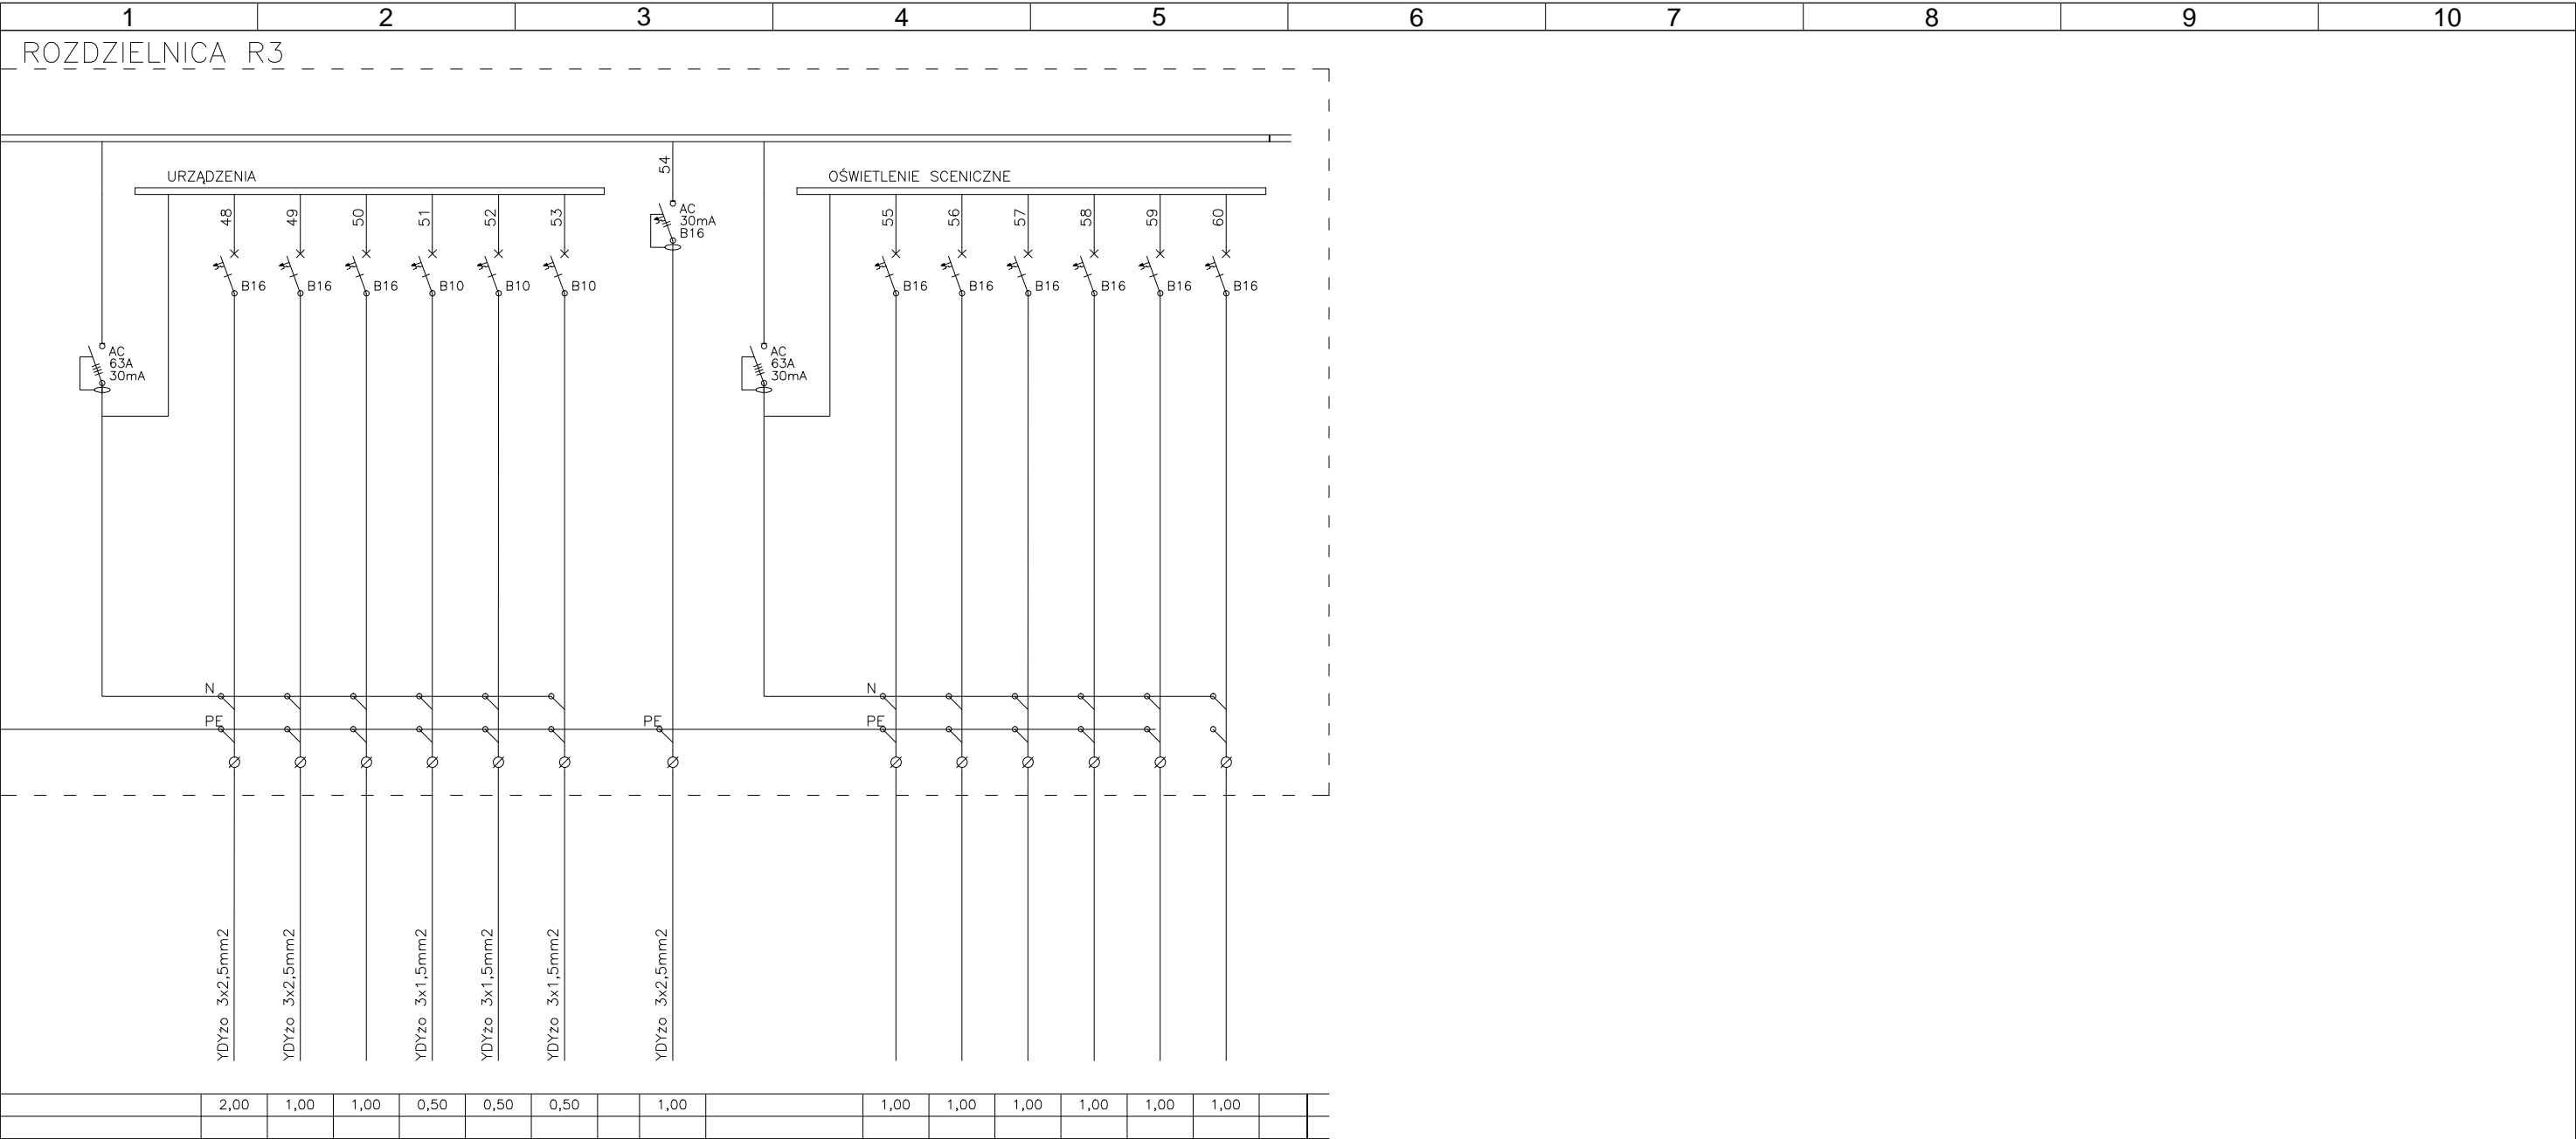 1 2 3 4 5 6 7 8 9 10
ROZDZIELNICA R3
URZĄDZENIA
48 49 50 51 52 53
B16 B16 B16 B10 B10 B10
AC
63A
30mA
54
AC
30mA
B16
OŚWIETLENIE SCENICZNE
55 56 57 58 59 60
B16 B16 B16 B16 B16 B16
AC
63A
30mA
N N
PE PE PE
YDYżo 3x2,5mm2
YDYżo 3x2,5mm2
YDYżo 3x1,5mm2
YDYżo 3x1,5mm2
YDYżo 3x1,5mm2
YDYżo 3x2,5mm2
2,00 1,00 1,00 0,50 0,50 0,50 1,00 1,00 1,00 1,00 1,00 1,00 1,00